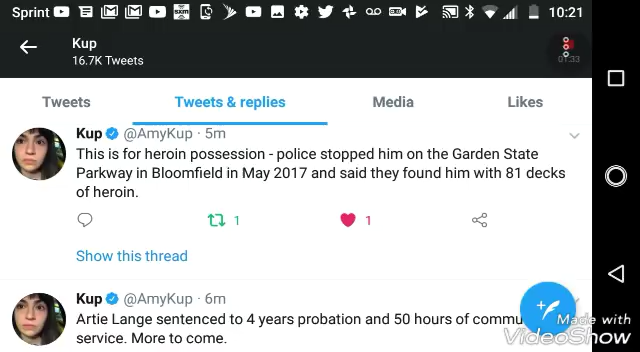 Sprint 10:21
Kup
16.7K Tweets
01:33
Tweets Tweets & replies Media Likes
Kup @AmyKup · 5m
This is for heroin possession - police stopped him on the Garden State
Parkway in Bloomfield in May 2017 and said they found him with 81 decks
of heroin.
1 1
Show this thread
Kup @AmyKup · 6m
Artie Lange sentenced to 4 years probation and 50 hours of commu
service. More to come.
Made with
VideoShow